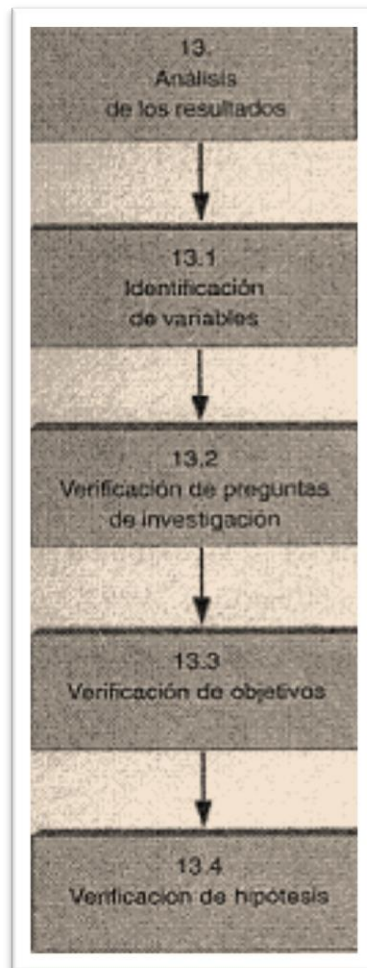 13.
Análisis
de los resultados
13.1
Identificación
de variables
13.2
Verificación de preguntas
de investigación
13.3
Verificación de objetivos
13.4
Verificación de hipótesis